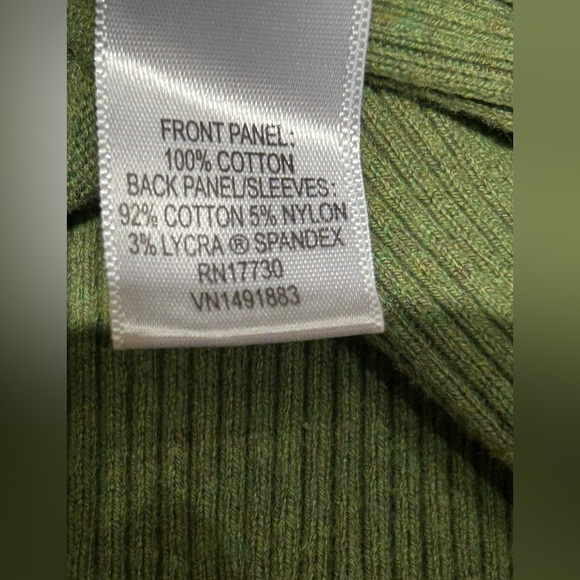 FRONT PANEL:
100% COTTON
BACK PANEL/SLEEVES:
92% COTTON 5% NYLON
3% LYCRA ® SPANDEX
RN17730
VN1491883